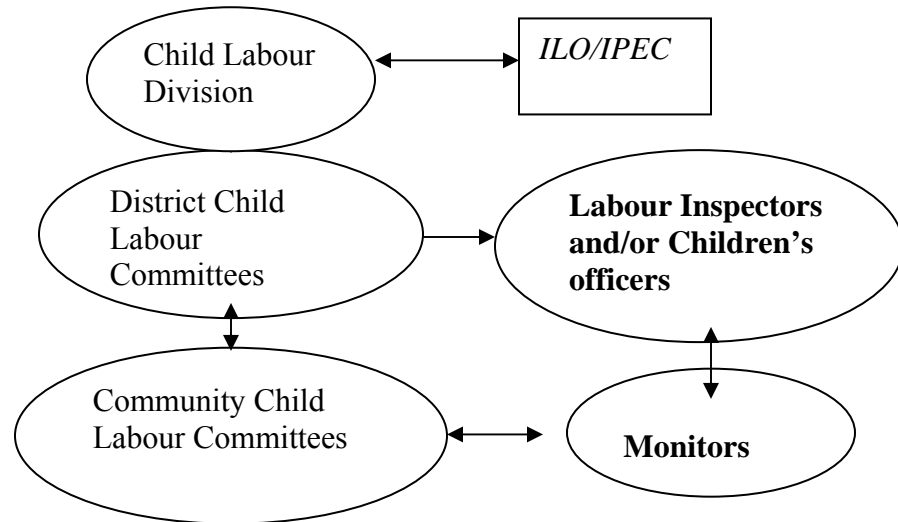 Child Labour
Division
ILO/IPEC
District Child
Labour
Committees
Labour Inspectors
and/or Children's
officers
Community Child
Labour Committees
Monitors